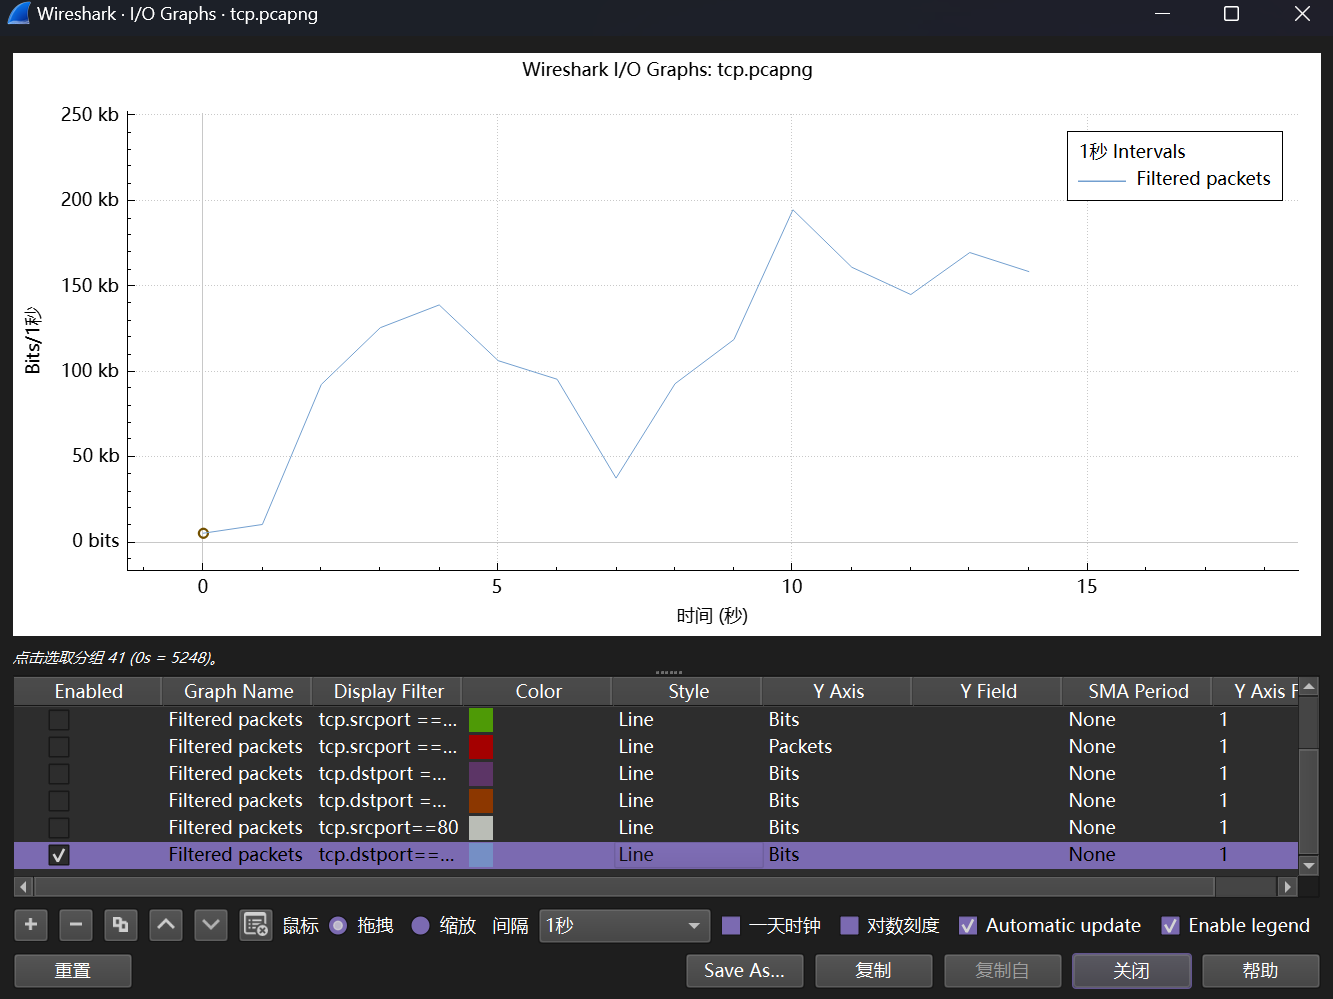 Wireshark · I/O Graphs · tcp.pcapng
Wireshark I/O Graphs: tcp.pcapng
250 kb
200 kb
150 kb
100 kb
50 kb
0 bits
Bits/1秒
1秒 Intervals
Filtered packets
0 5 10 15
时间 (秒)
点击选取分组 41 (0s = 5248)。
Enabled Graph Name Display Filter Color Style Y Axis Y Field SMA Period Y Axis F
Filtered packets tcp.srcport ==... Line Bits None 1
Filtered packets tcp.srcport ==... Line Packets None 1
Filtered packets tcp.dstport =... Line Bits None 1
Filtered packets tcp.dstport =... Line Bits None 1
Filtered packets tcp.srcport==80 Line Bits None 1
Filtered packets tcp.dstport==... Line Bits None 1
鼠标 拖拽 缩放 间隔 1秒 一天时钟 对数刻度 Automatic update Enable legend
重置 Save As... 复制 复制自 关闭 帮助